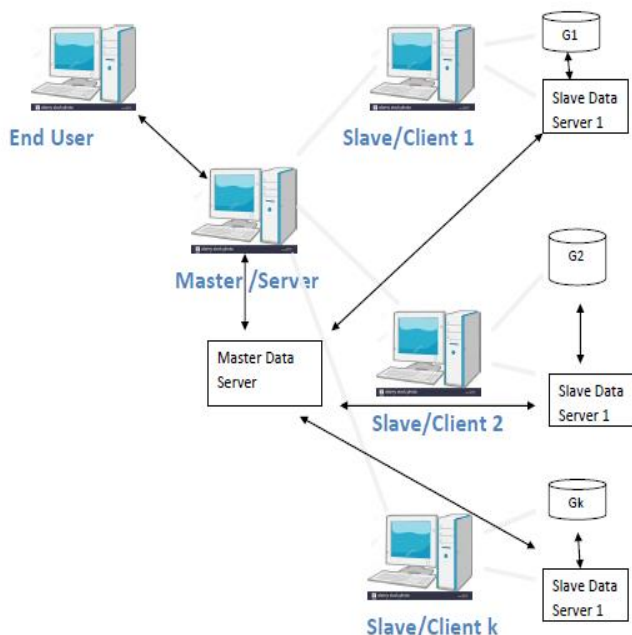 G1
Slave Data
Server 1
End User
Slave/Client 1
G2
Master /Server
Master Data
Server
Slave Data
Server 1
Slave/Client 2
Gk
Slave Data
Server 1
Slave/Client k